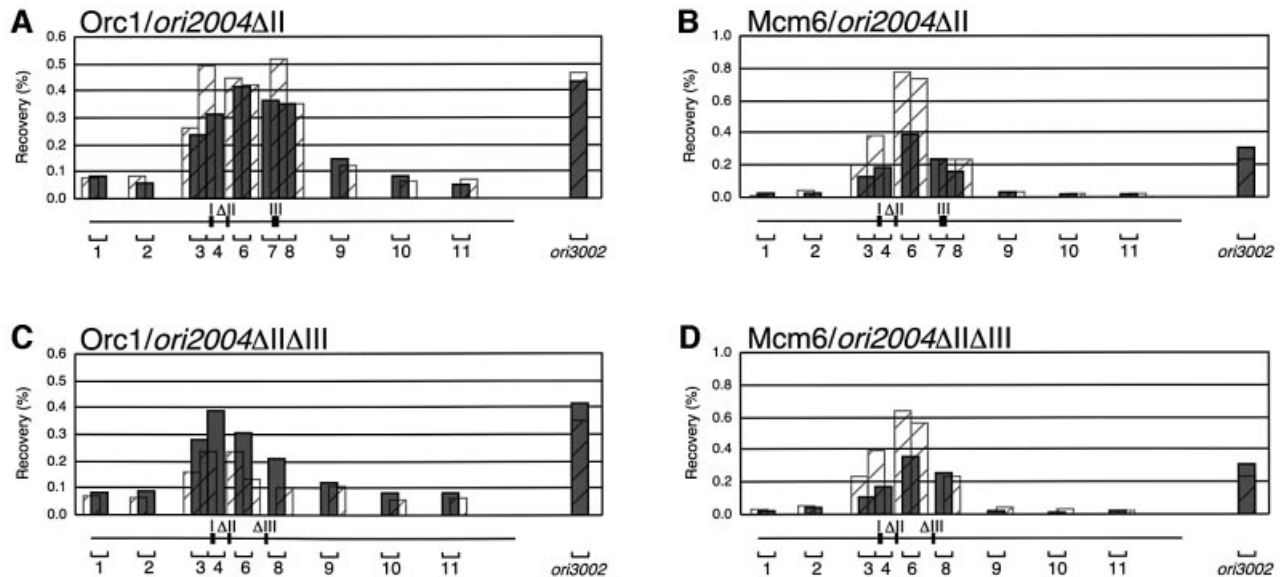 A Orc1/ori2004ΔII
Recovery (%)
0.6
0.5
0.4
0.3
0.2
0.1
0.0
I ΔII III
1 2 3 4 6 7 8 9 10 11 ori3002
B Mcm6/ori2004ΔII
Recovery (%)
1.0
0.8
0.6
0.4
0.2
0.0
I ΔII III
1 2 3 4 6 7 8 9 10 11 ori3002
C Orc1/ori2004ΔIIΔIII
Recovery (%)
0.6
0.5
0.4
0.3
0.2
0.1
0.0
I ΔII ΔIII
1 2 3 4 6 8 9 10 11 ori3002
D Mcm6/ori2004ΔIIΔIII
Recovery (%)
1.0
0.8
0.6
0.4
0.2
0.0
I ΔII ΔIII
1 2 3 4 6 8 9 10 11 ori3002